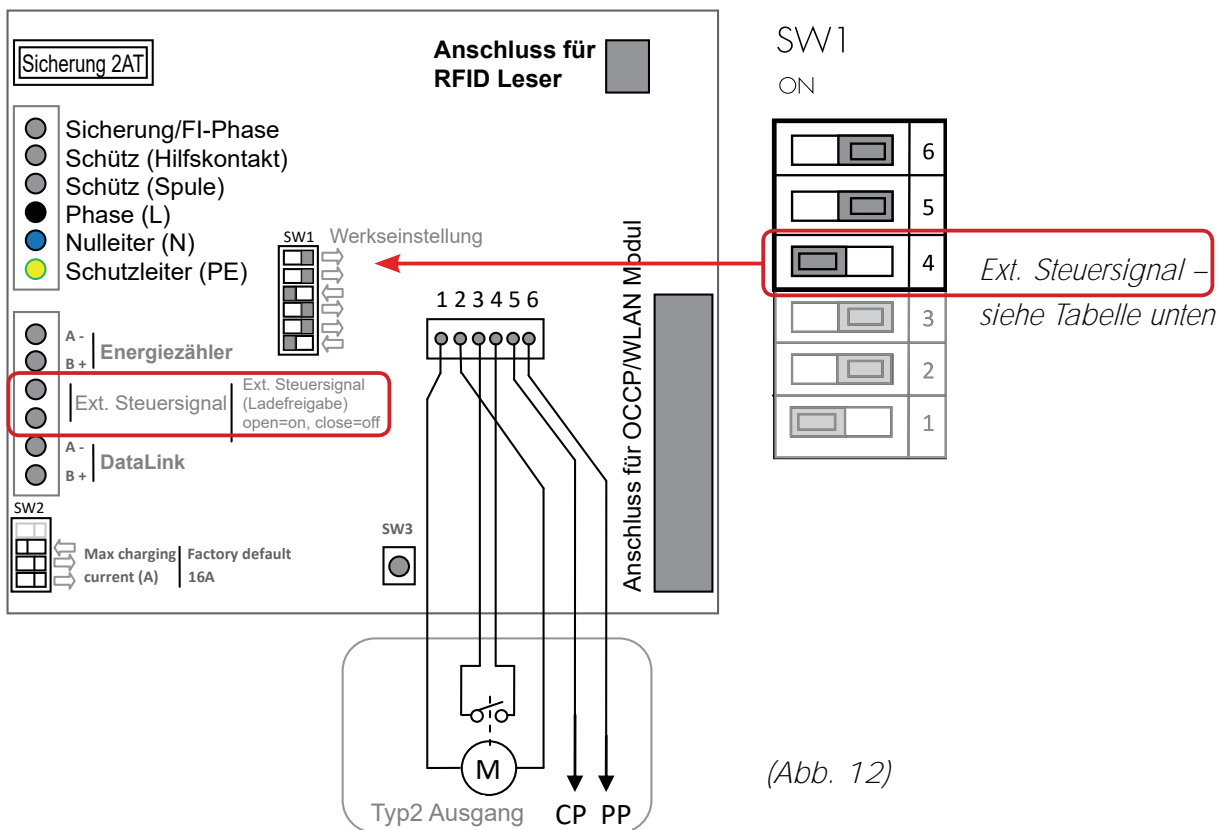 Sicherung 2AT
Anschluss für
RFID Leser
Sicherung/FI-Phase
Schütz (Hilfskontakt)
Schütz (Spule)
Phase (L)
Nulleiter (N)
Schutzleiter (PE)
SW1
Werkseinstellung
1 2 3 4 5 6
A -
B +
Energiezähler
Ext. Steuersignal
Ext. Steuersignal
(Ladefreigabe)
open=on, close=off
A -
B +
DataLink
SW2
Max charging
current (A)
Factory default
16A
SW3
Anschluss für OCCP/WLAN Modul
M
Typ2 Ausgang
CP PP
SW1
ON
6
5
4
3
2
1
Ext. Steuersignal –
siehe Tabelle unten
(Abb. 12)